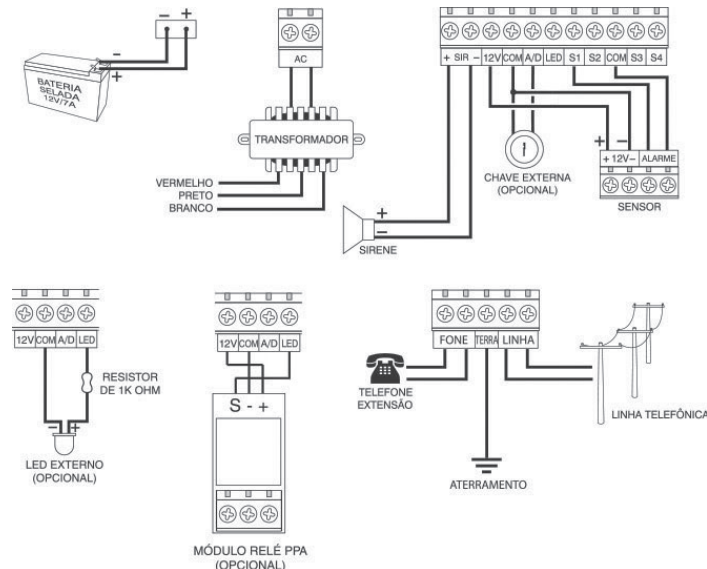 - +
-
+
BATERIA
SELADA
12V/7A
AC
TRANSFORMADOR
VERMELHO
PRETO
BRANCO
+ SIR - 12V COM A/D LED S1 S2 COM S3 S4
CHAVE EXTERNA
(OPCIONAL)
+ -
+ 12V - ALARME
SENSOR
+
-
SIRENE
12V COM A/D LED
RESISTOR
DE 1K OHM
- +
LED EXTERNO
(OPCIONAL)
12V COM A/D LED
S - +
MÓDULO RELÉ PPA
(OPCIONAL)
FONE TERRA LINHA
TELEFONE
EXTENSÃO
ATERRAMENTO
LINHA TELEFÔNICA